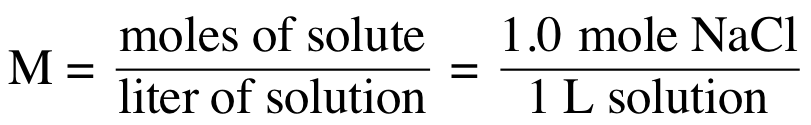 M = moles of solute / liter of solution = 1.0 mole NaCl / 1 L solution